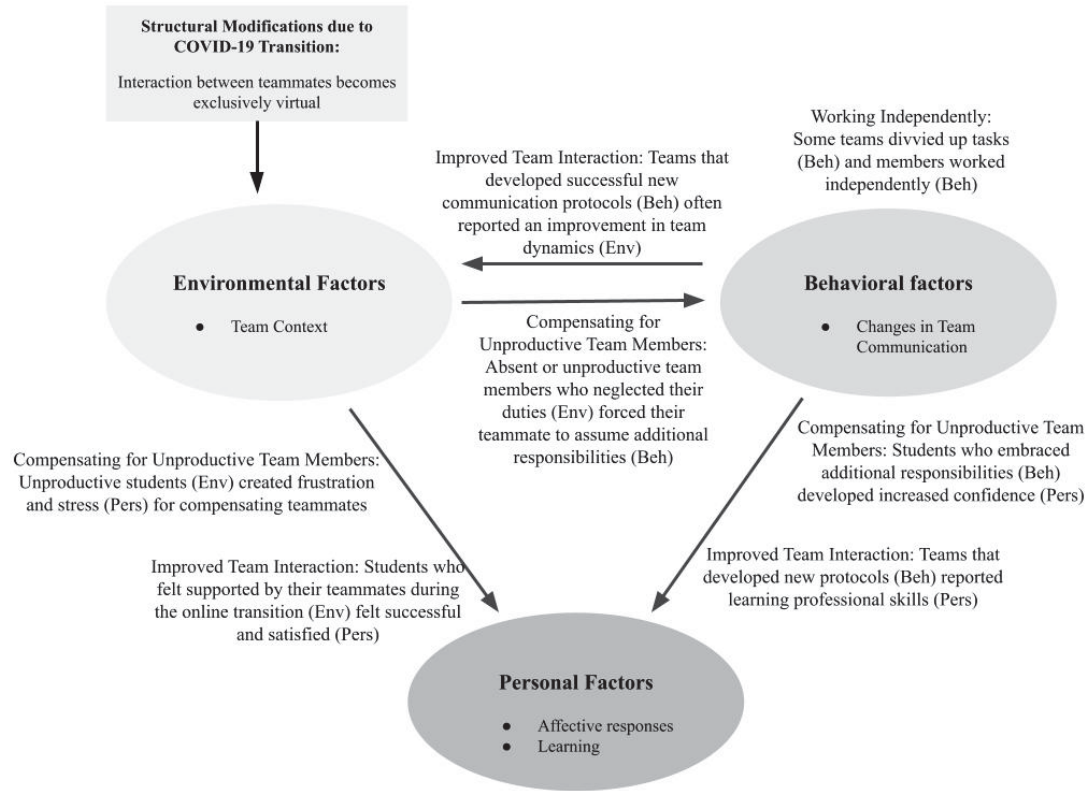 Structural Modifications due to
COVID-19 Transition:
Interaction between teammates becomes
exclusively virtual
Working Independently:
Some teams divvied up tasks
(Beh) and members worked
independently (Beh)
Improved Team Interaction: Teams that
developed successful new
communication protocols (Beh) often
reported an improvement in team
dynamics (Env)
Environmental Factors
● Team Context
Behavioral factors
● Changes in Team
Communication
Compensating for
Unproductive Team Members:
Absent or unproductive team
members who neglected their
duties (Env) forced their
teammate to assume additional
responsibilities (Beh)
Compensating for Unproductive Team Members:
Unproductive students (Env) created frustration
and stress (Pers) for compensating teammates
Compensating for Unproductive Team
Members: Students who embraced
additional responsibilities (Beh)
developed increased confidence (Pers)
Improved Team Interaction: Students who
felt supported by their teammates during
the online transition (Env) felt successful
and satisfied (Pers)
Improved Team Interaction: Teams that
developed new protocols (Beh) reported
learning professional skills (Pers)
Personal Factors
● Affective responses
● Learning